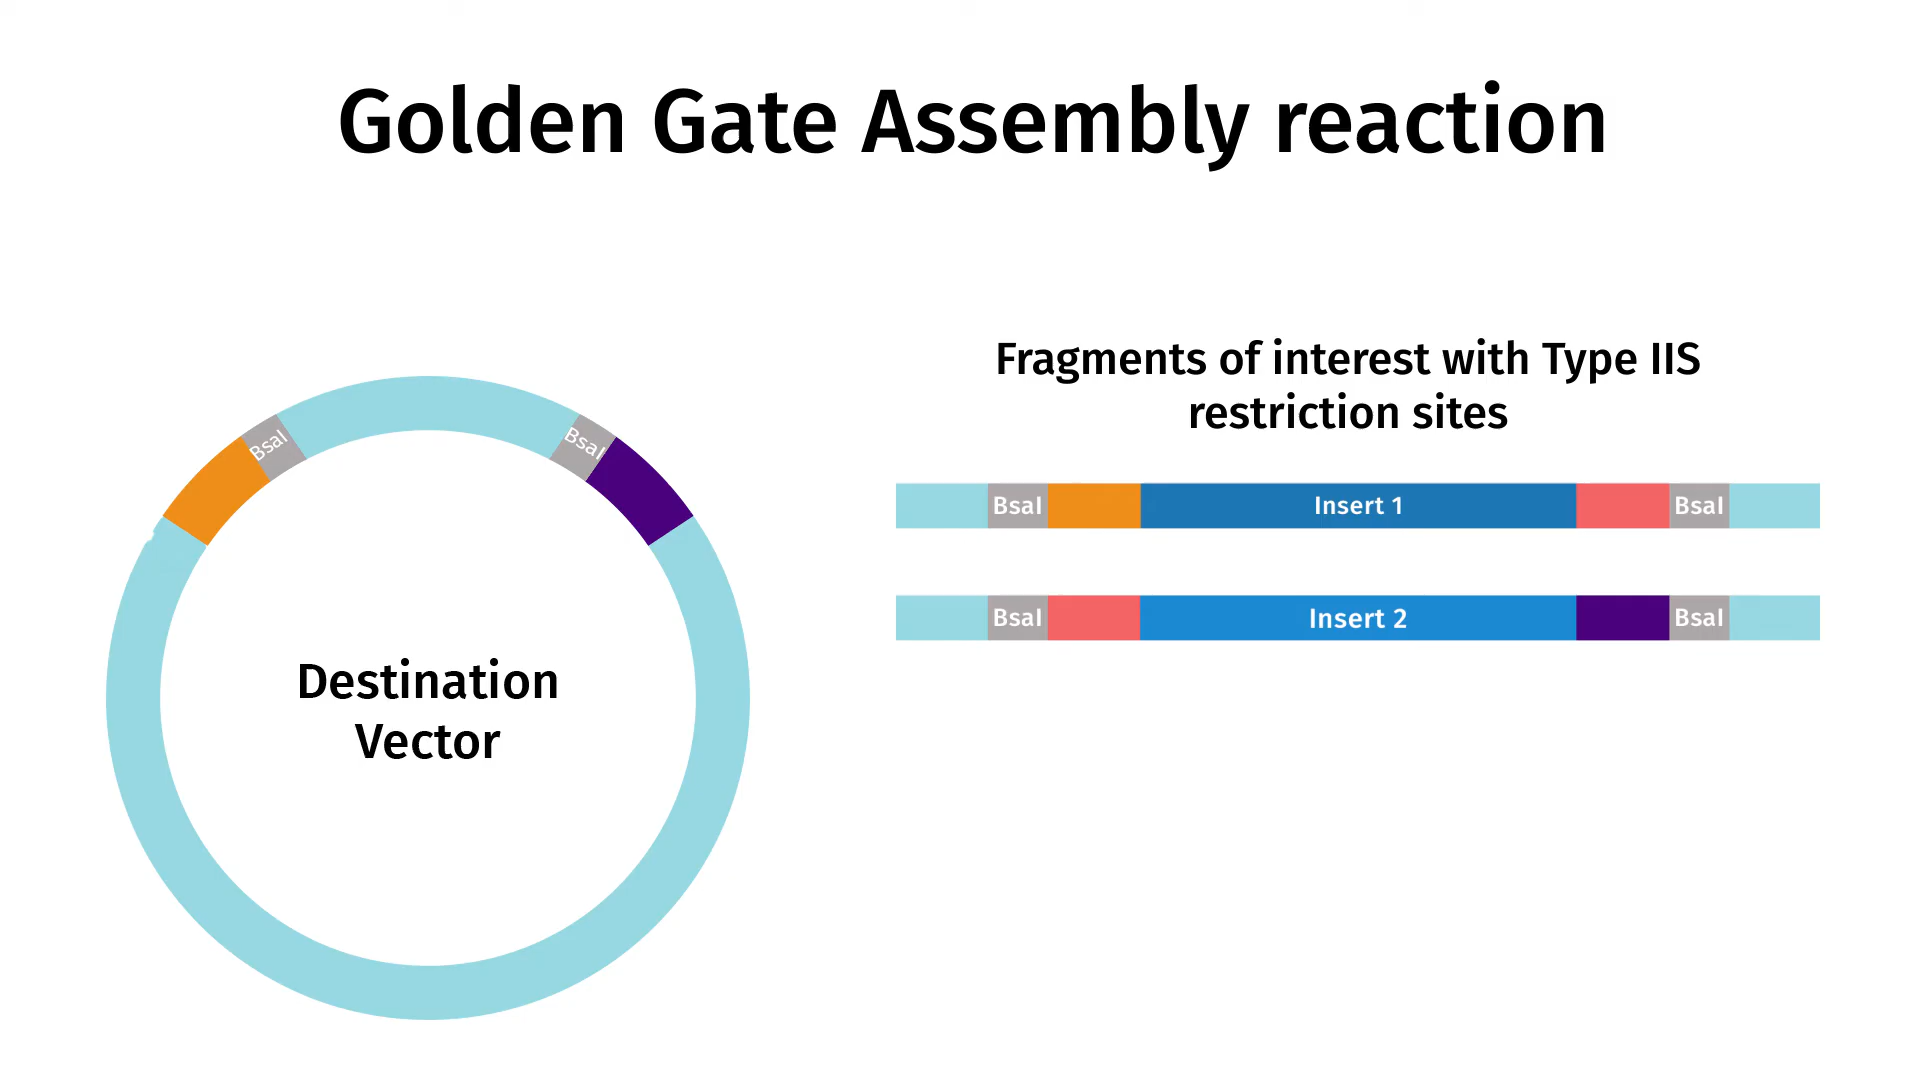 Golden Gate Assembly reaction
Fragments of interest with Type IIS
restriction sites
BsaI
BsaI
BsaI
Insert 1
BsaI
BsaI
Insert 2
BsaI
Destination
Vector